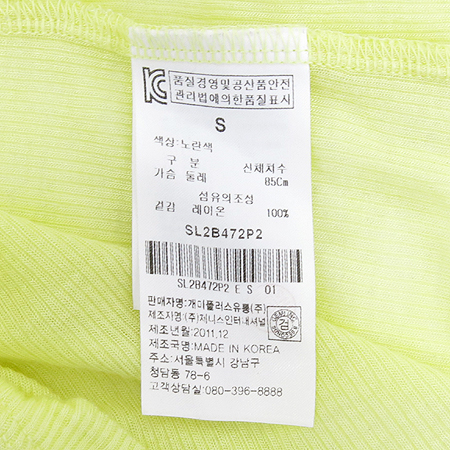 품질경영및공산품안전
관리법에의한품질표시
S
색상:노란색
구 분 신체치수
가슴 둘레 85Cm
섬유의조성
겉감 레이온 100%
SL2B472P2
SL2B472P2 E S 01
판매자명:개미플러스유통(주)
제조자명:(주)제니스인터내셔널
제조년월:2011.12
제조국명:MADE IN KOREA
주소:서울특별시 강남구
청담동 78-6
고객상담실:080-396-8888
검